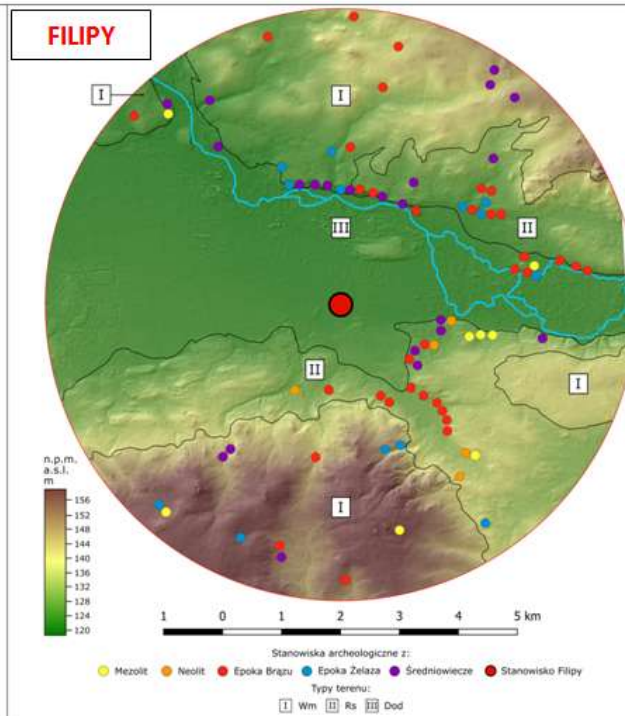 FILIPY
I
I
III
II
II
I
I
n.p.m.
a.s.l.
m
156
152
148
144
140
136
132
128
124
120
1 0 1 2 3 4 5 km
Stanowiska archeologiczne z:
Mezolit Neolit Epoka Brązu Epoka Żelaza Średniowiecze Stanowisko Filipy
Typy terenu:
I Wm II Rs III Dod